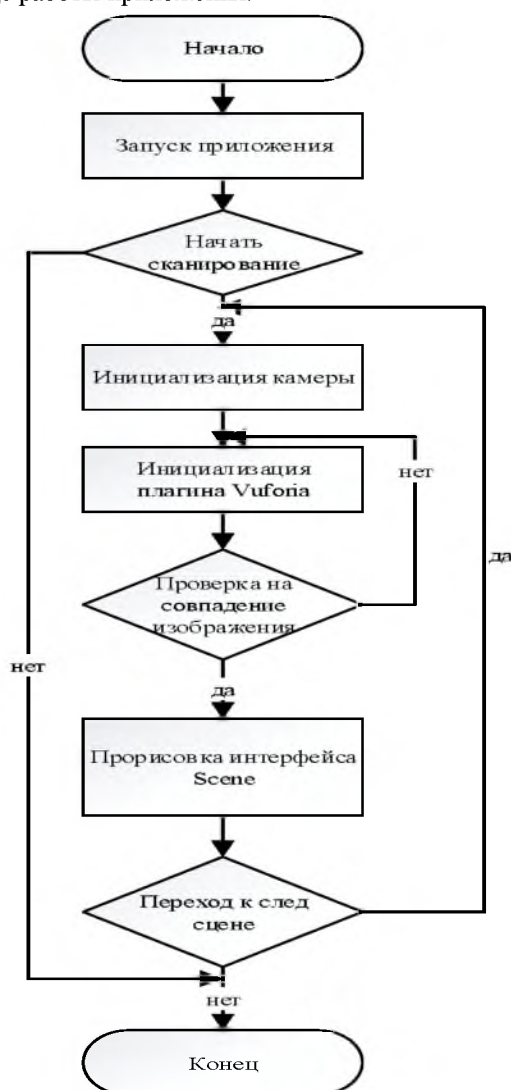 Начало
Запуск приложения
Начать
сканирование
да
Инициализация камеры
Инициализация
плагина Vuforia
нет
да
Проверка на
совпадение
изображения
нет
да
Прорисовка интерфейса
Scene
Переход к след
сцене
нет
Конец